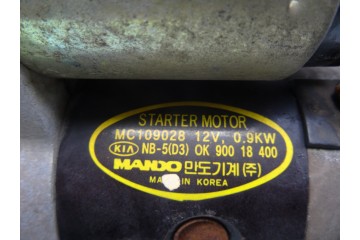 STARTER MOTOR
MC109028 12V, 0.9KW
KIA NB-5(D3) OK 900 18 400
MANDO 만도기계(주)
MADE IN KOREA